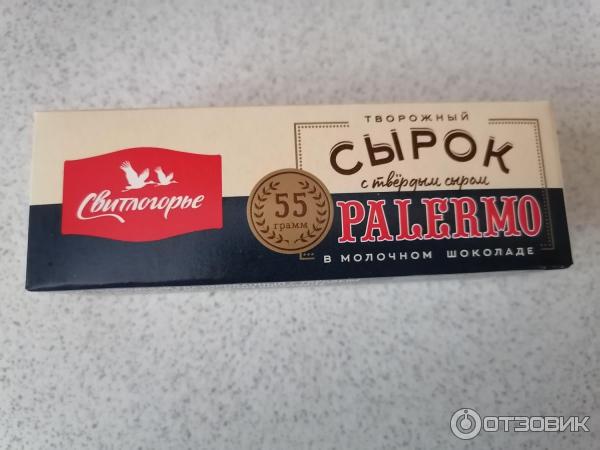 Свитлогорье
55
грамм
ТВОРОЖНЫЙ
СЫРОК
с твёрдым сыром
PALERMO
В МОЛОЧНОМ ШОКОЛАДЕ
ОТЗОВИК